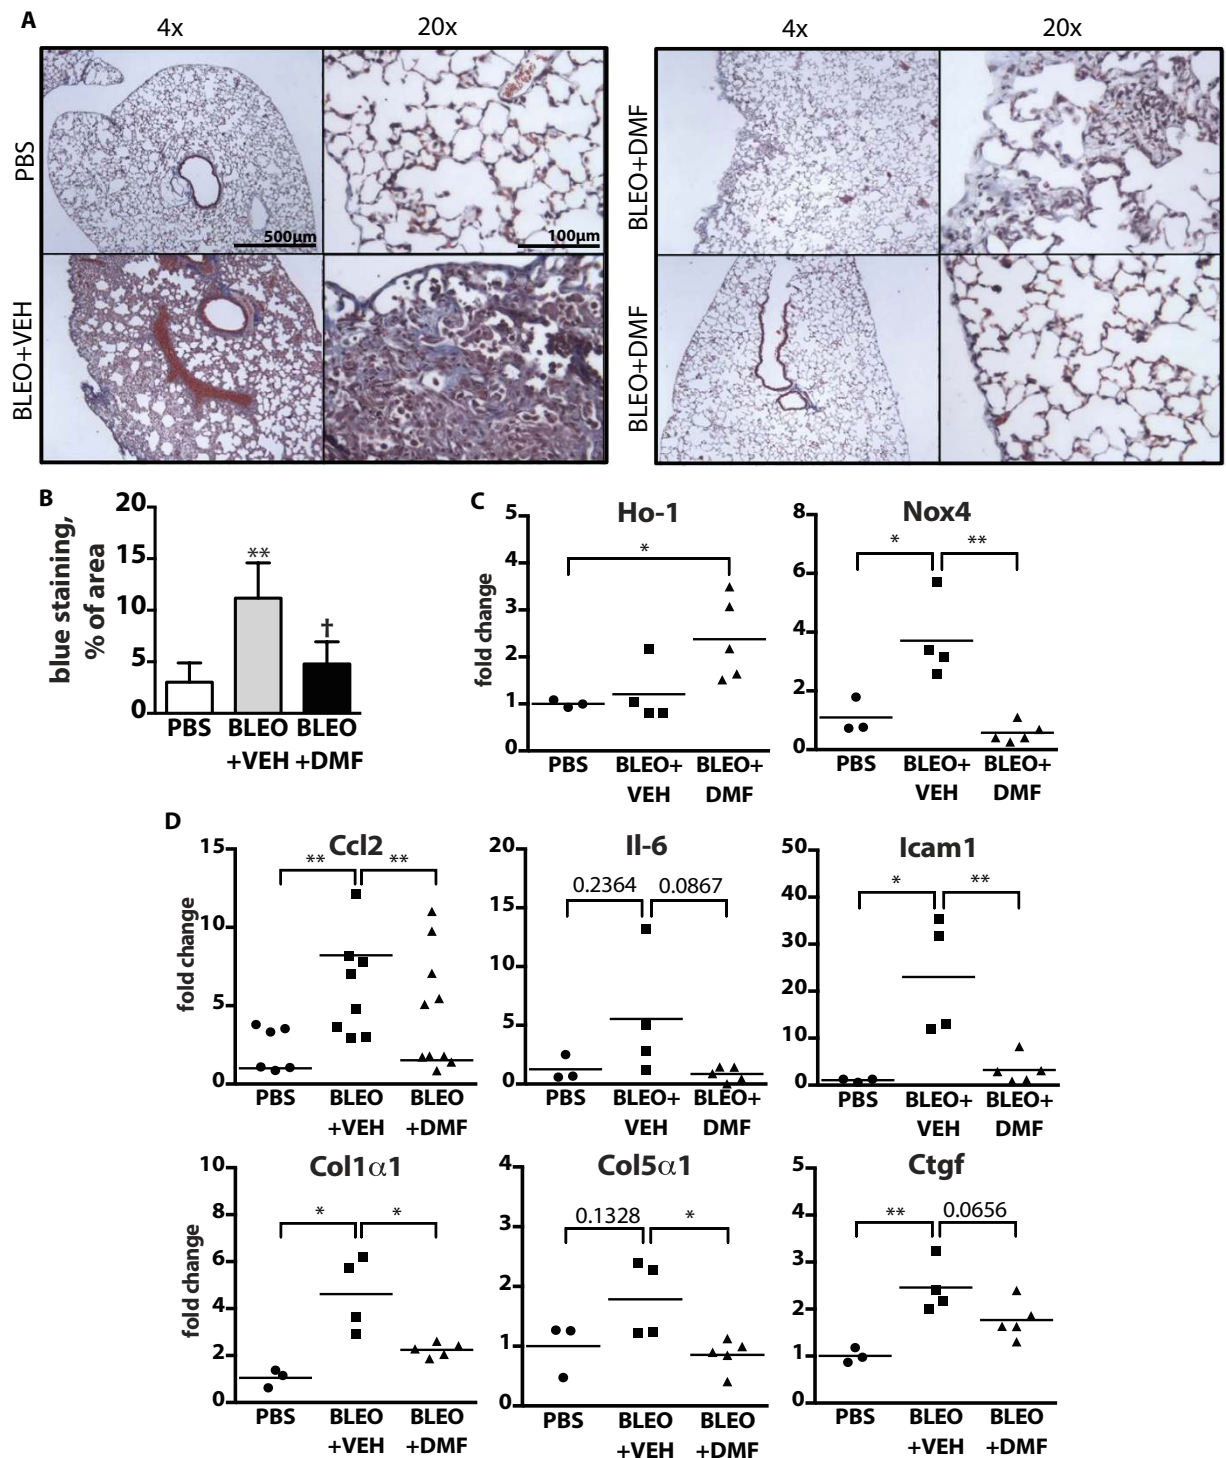 A
4x 20x 4x 20x
PBS
500µm
100µm
BLEO+VEH
BLEO+DMF
BLEO+DMF
B
blue staining,
% of area
20
15
10
5
0
**
†
PBS BLEO BLEO
+VEH +DMF
C
Ho-1
fold change
5
4
3
2
1
0
*
PBS BLEO+ BLEO+
VEH DMF
Nox4
8
6
4
2
0
* **
PBS BLEO+ BLEO+
VEH DMF
D
Ccl2
fold change
15
10
5
0
** **
PBS BLEO BLEO
+VEH +DMF
Il-6
20
15
10
5
0
0.2364 0.0867
PBS BLEO+ BLEO+
VEH DMF
Icam1
50
40
30
20
10
0
* **
PBS BLEO+ BLEO+
VEH DMF
Col1α1
fold change
10
8
6
4
2
0
* *
PBS BLEO BLEO
+VEH +DMF
Col5α1
4
3
2
1
0
0.1328 *
PBS BLEO BLEO
+VEH +DMF
Ctgf
5
4
3
2
1
0
** 0.0656
PBS BLEO BLEO
+VEH +DMF